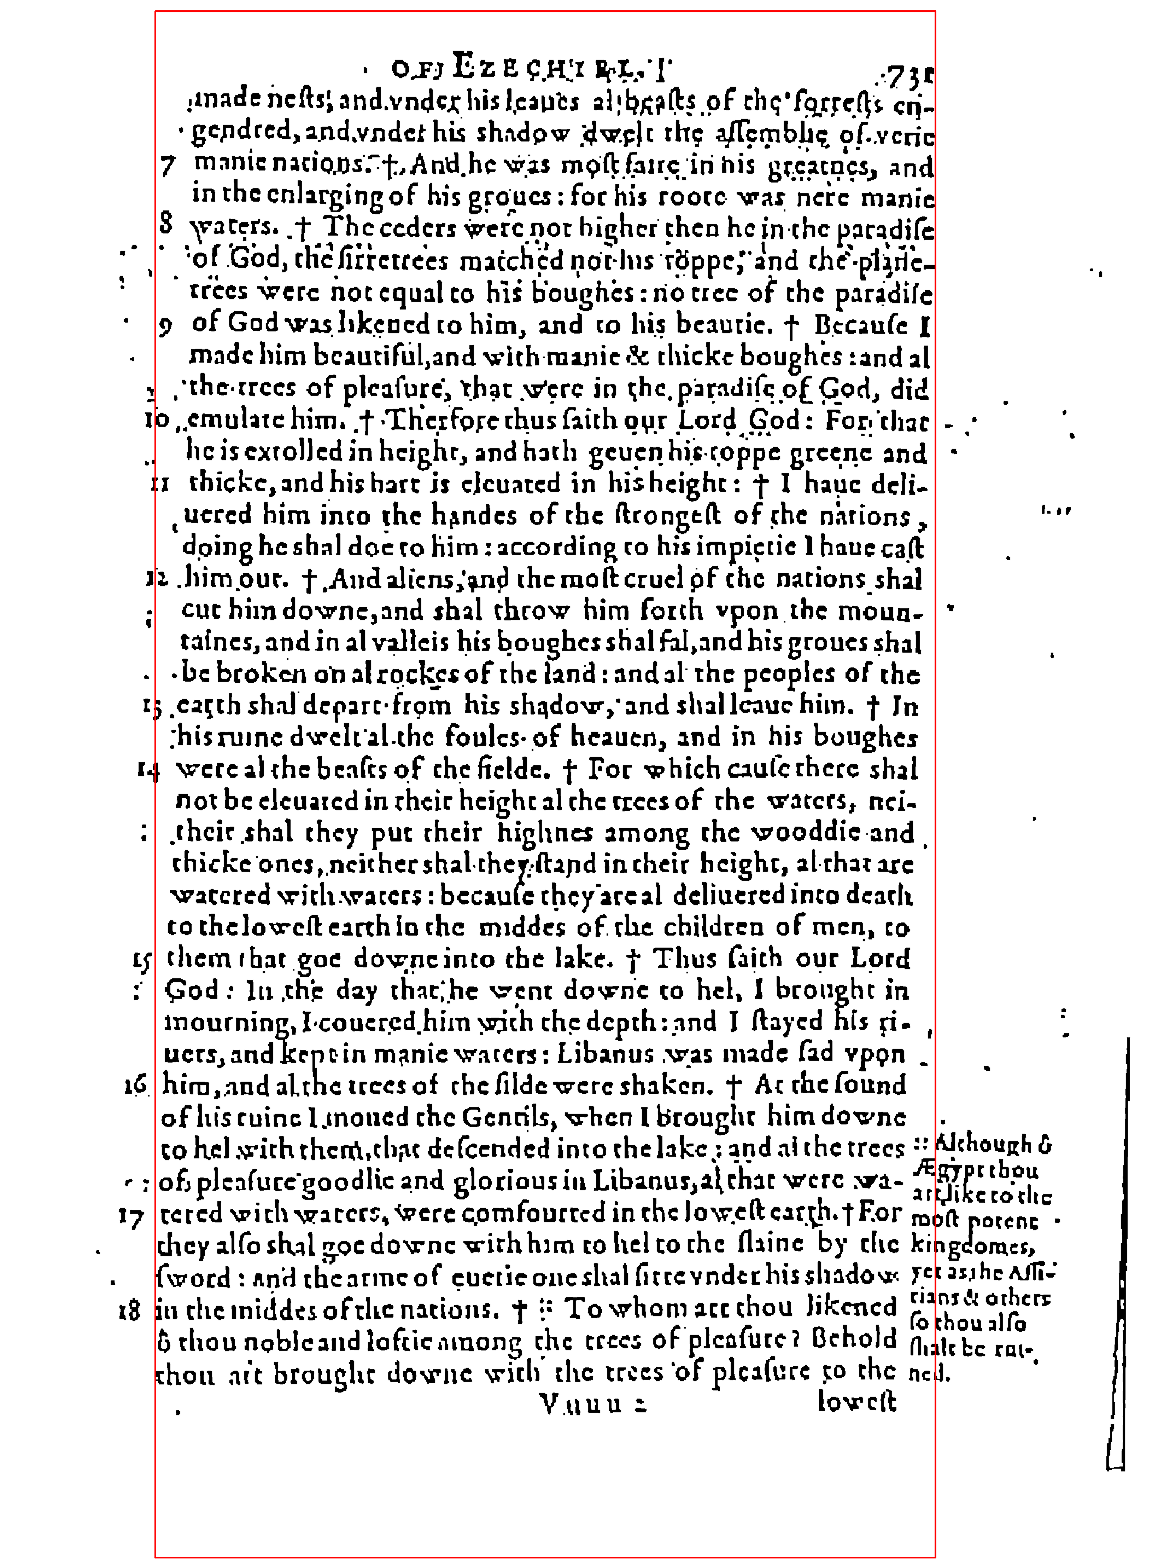 OF EZECHIEL. 731
made nests, and vnder his leaues al beasts of the forrests en-
gendred, and vnder his shadow dwelt the assemblie of verie
7 manie nations. † And he was most faire in his greatnes, and
in the enlarging of his groues: for his roote was nere manie
8 waters. † The ceders were not higher then he in the paradise
of God, the firretrees matched not his toppe, and the plane-
trees were not equal to his boughes: no tree of the paradise
9 of God was likened to him, and to his beautie. † Because I
made him beautiful, and with manie & thicke boughes: and al
the trees of pleasure, that were in the paradise of God, did
10 emulate him. † Therfore thus saith our Lord God: For that
he is extolled in height, and hath geuen his toppe greene and
11 thicke, and his hart is eleuated in his height: † I haue deli-
uered him into the handes of the strongest of the nations,
doing he shal doe to him: according to his impietie I haue cast
12 him out. † And aliens, and the most cruel of the nations shal
cut him downe, and shal throw him forth vpon the moun-
taines, and in al valleis his boughes shal fal, and his groues shal
be broken on al rockes of the land: and al the peoples of the
13 earth shal depart from his shadow, and shal leaue him. † In
his ruine dwelt al the foules of heauen, and in his boughes
14 were al the beasts of the fielde. † For which cause there shal
not be eleuated in their height al the trees of the waters, nei-
their shal they put their highnes among the wooddie and
thicke ones, neither shal they stand in their height, al that are
watered with waters: because they are al deliuered into death
to the lowest earth in the middes of the children of men, to
15 them that goe downe into the lake. † Thus saith our Lord
God: In the day that he went downe to hel, I brought in
mourning, I couered him with the depth: and I stayed his ri-
uers, and kept in manie waters: Libanus was made sad vpon
16 him, and al the trees of the filde were shaken. † At the sound
of his ruine I moued the Gentils, when I brought him downe
to hel with them, that descended into the lake: and al the trees
of pleasure goodlie and glorious in Libanus, al that were wa-
17 tered with waters, were comfourted in the lowest earth. † For
they also shal goe downe with him to hel to the slaine by the
sword: and the arme of euerie one shal sitte vnder his shadow
18 in the middes of the nations. † :: To whom art thou likened
ô thou noble and loftie among the trees of pleasure? Behold
thou art brought downe with the trees of pleasure to the
:: Although ô
Ægypt thou
art like to the
most potent
kingdomes,
yet as the Assi-
rians & others
so thou also
shalt be rui-
ned.
Vuuu 2 lowest